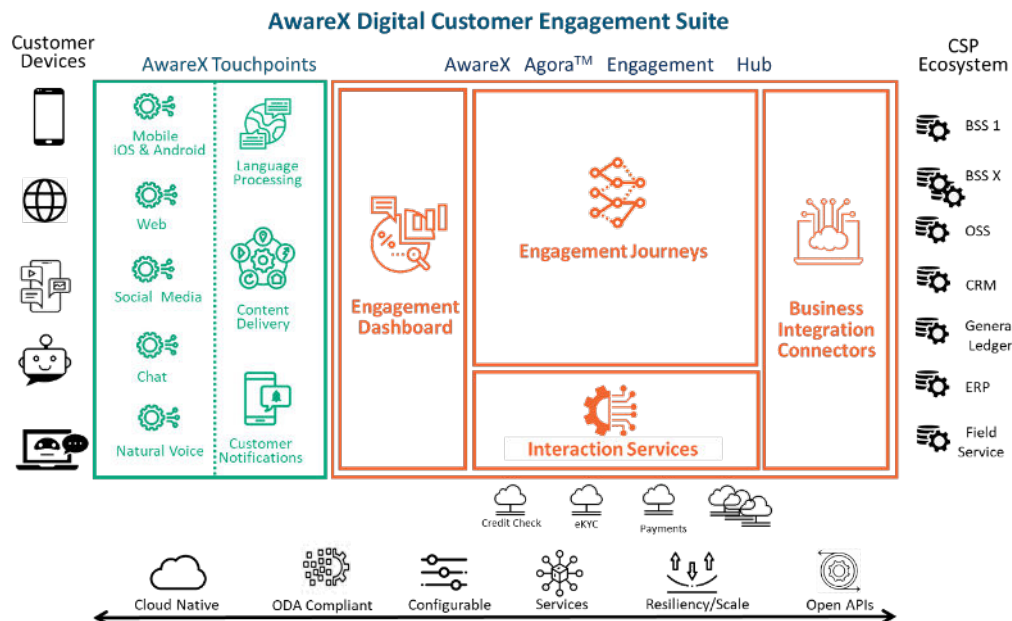 AwareX Digital Customer Engagement Suite
Customer
Devices
AwareX Touchpoints
AwareX Agora™ Engagement Hub
CSP
Ecosystem
Mobile
iOS & Android
Web
Social Media
Chat
Natural Voice
Language
Processing
Content
Delivery
Customer
Notifications
Engagement
Dashboard
Engagement Journeys
Interaction Services
Business
Integration
Connectors
BSS 1
BSS X
OSS
CRM
Genera
Ledger
ERP
Field
Service
Credit Check
eKYC
Payments
Cloud Native
ODA Compliant
Configurable
Services
Resiliency/Scale
Open APIs